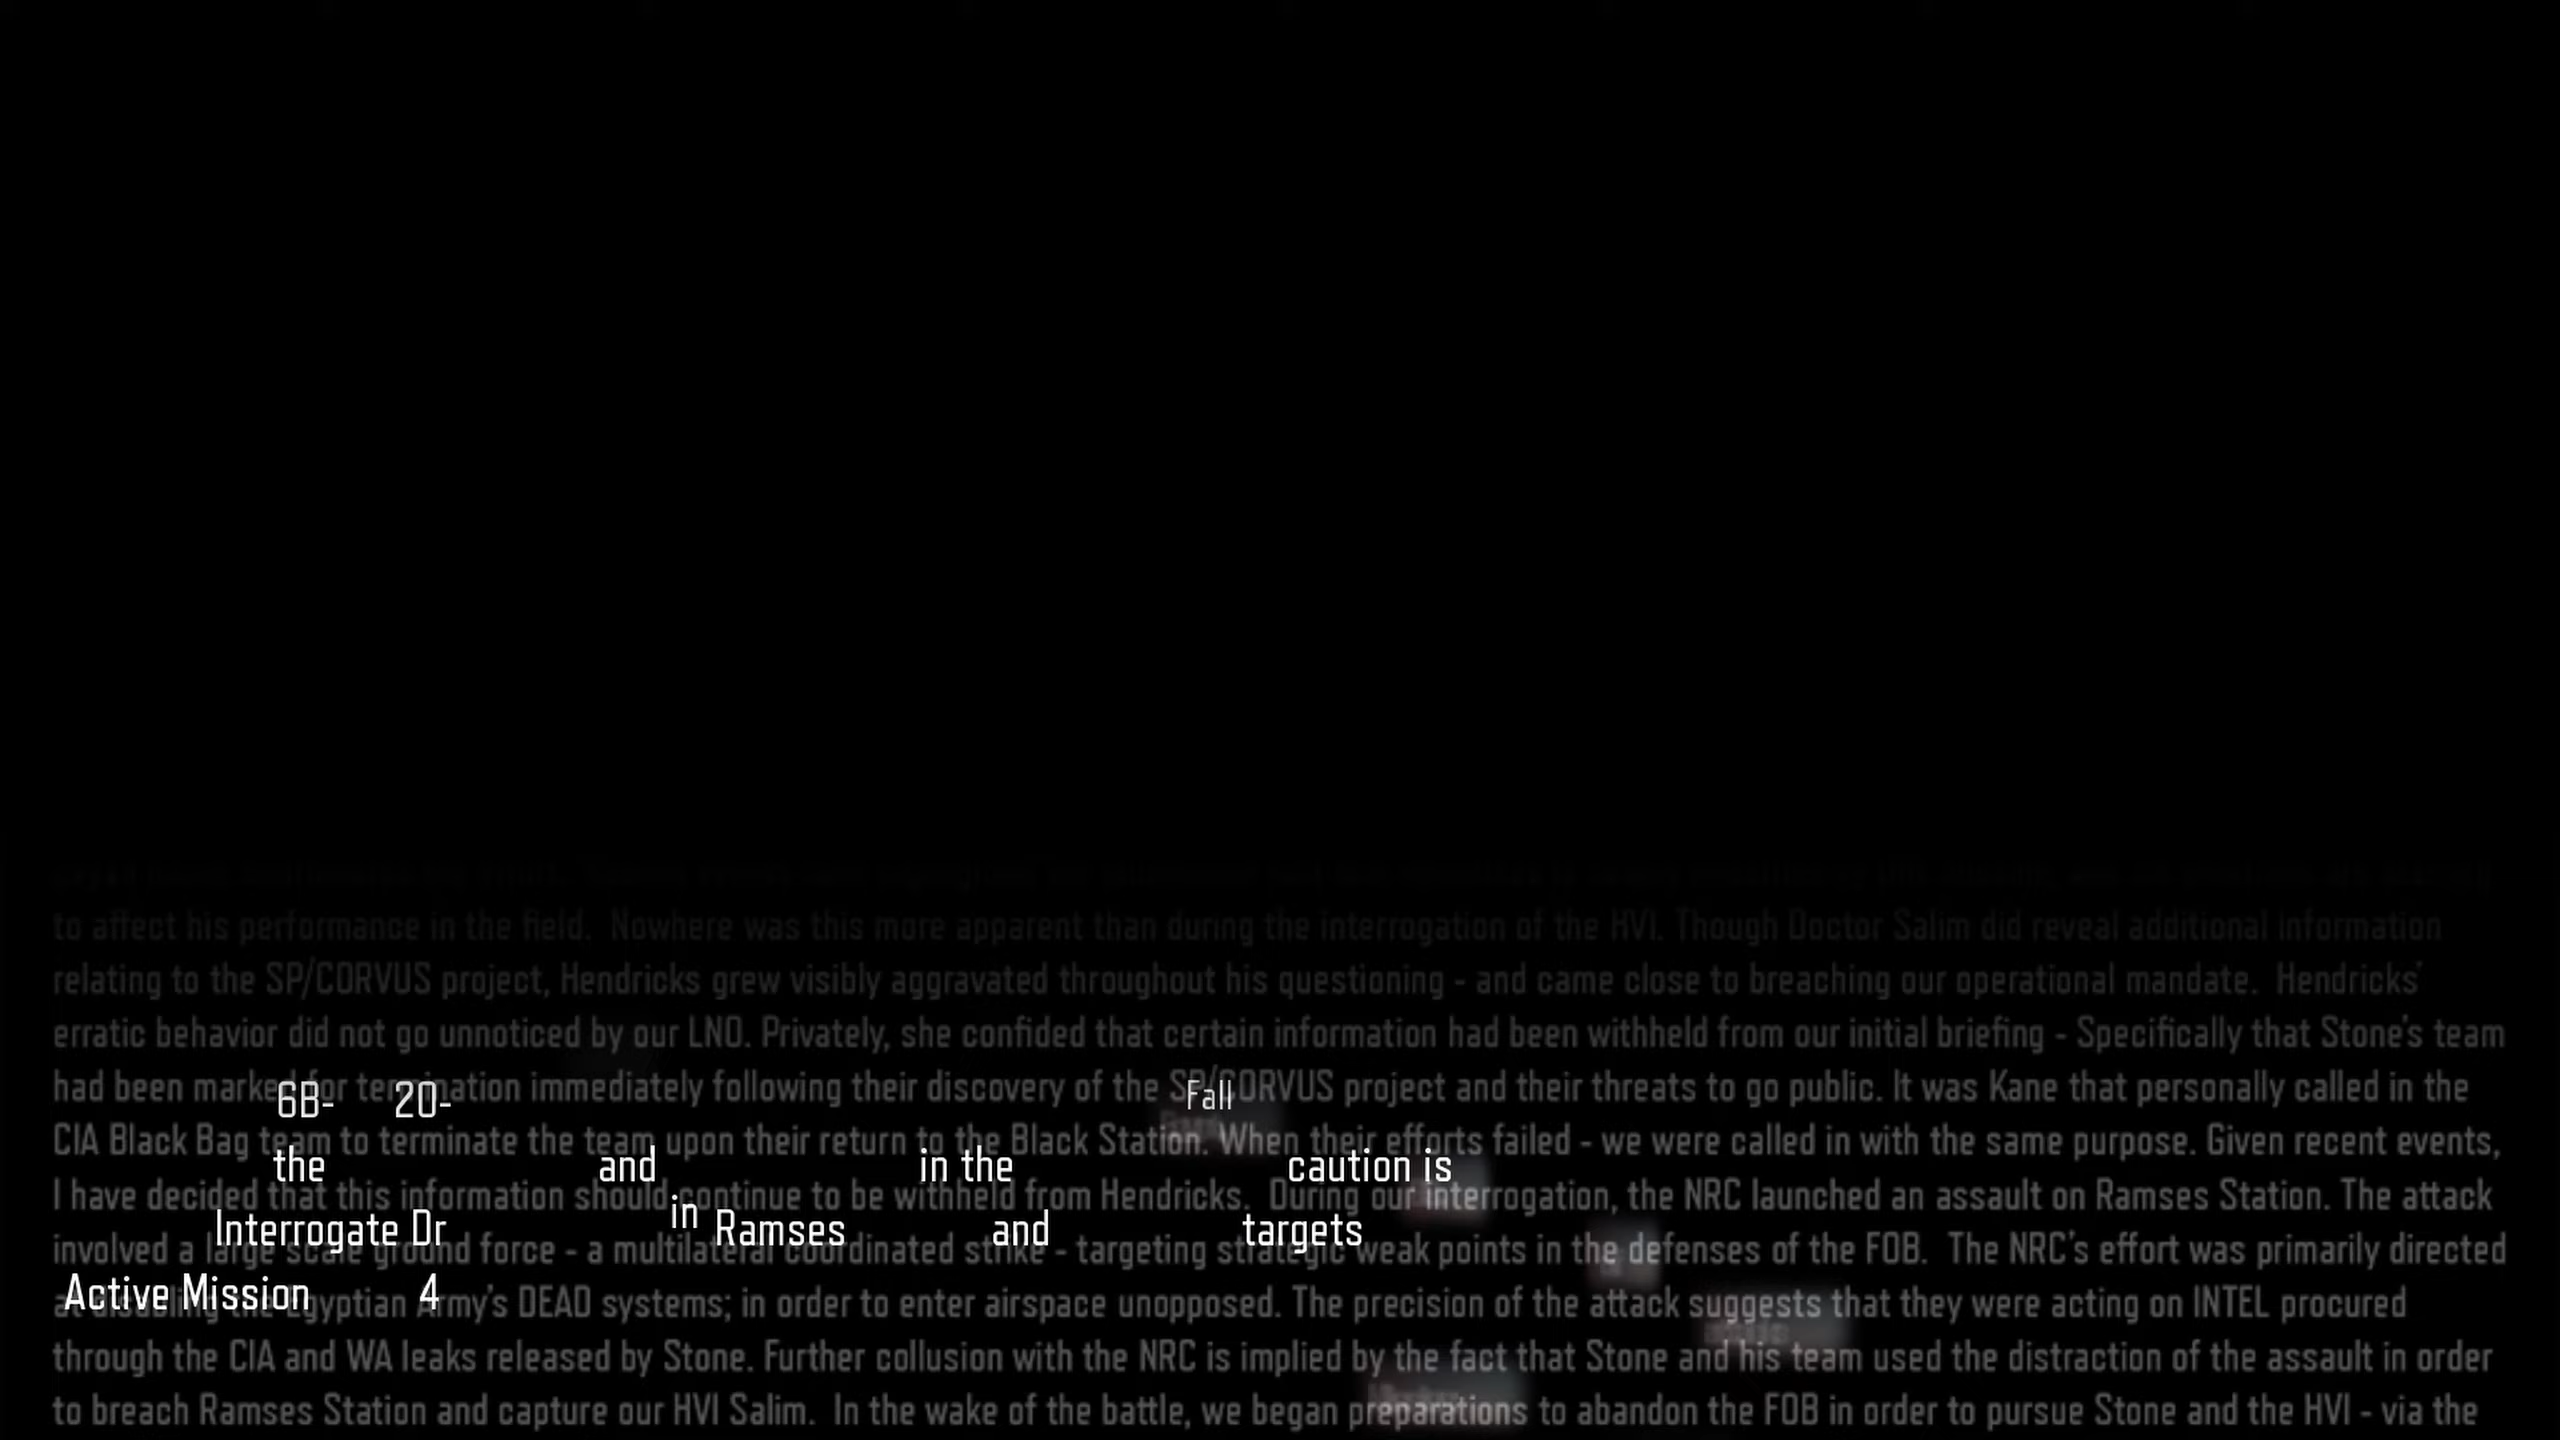 to affect his performance in the field. Nowhere was this more apparent than during the interrogation of the HVI. Though Doctor Salim did reveal additional information
relating to the SP/CORVUS project, Hendricks grew visibly aggravated throughout his questioning - and came close to breaching our operational mandate. Hendricks'
erratic behavior did not go unnoticed by our LNO. Privately, she confided that certain information had been withheld from our initial briefing - Specifically that Stone's team
had been marked for termination immediately following their discovery of the SP/CORVUS project and their threats to go public. It was Kane that personally called in the
6B- 20- Fall
CIA Black Bag team to terminate the team upon their return to the Black Station. When their efforts failed - we were called in with the same purpose. Given recent events,
the and in the caution is
I have decided that this information should continue to be withheld from Hendricks. During our interrogation, the NRC launched an assault on Ramses Station. The attack
Interrogate Dr in Ramses and targets
involved a large scale ground force - a multilateral coordinated strike - targeting strategic weak points in the defenses of the FOB. The NRC's effort was primarily directed
Active Mission 4
at disabling the Egyptian Army's DEAD systems; in order to enter airspace unopposed. The precision of the attack suggests that they were acting on INTEL procured
through the CIA and WA leaks released by Stone. Further collusion with the NRC is implied by the fact that Stone and his team used the distraction of the assault in order
to breach Ramses Station and capture our HVI Salim. In the wake of the battle, we began preparations to abandon the FOB in order to pursue Stone and the HVI - via the